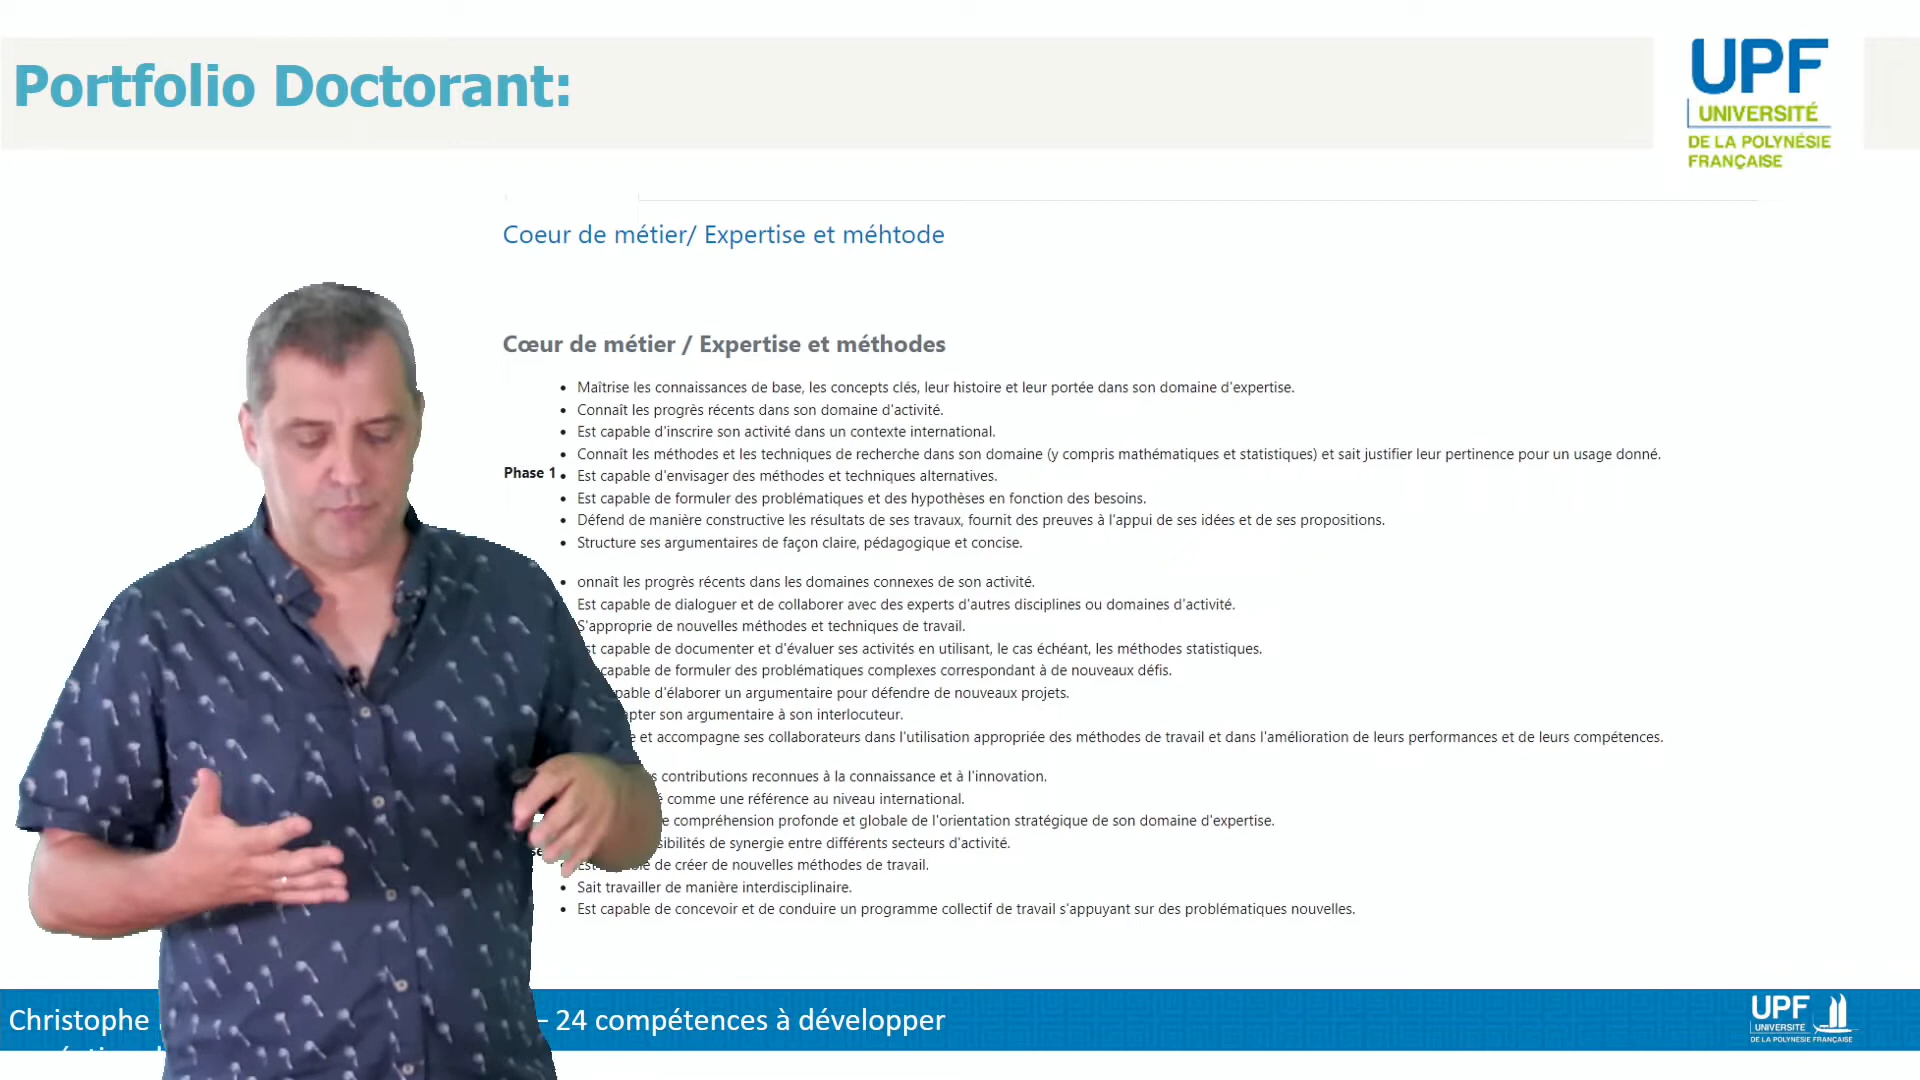 Portfolio Doctorant:
UPF
UNIVERSITÉ
DE LA POLYNÉSIE
FRANÇAISE
Coeur de métier/ Expertise et méhtode
Cœur de métier / Expertise et méthodes
Phase 1
• Maîtrise les connaissances de base, les concepts clés, leur histoire et leur portée dans son domaine d'expertise.
• Connaît les progrès récents dans son domaine d'activité.
• Est capable d'inscrire son activité dans un contexte international.
• Connaît les méthodes et les techniques de recherche dans son domaine (y compris mathématiques et statistiques) et sait justifier leur pertinence pour un usage donné.
• Est capable d'envisager des méthodes et techniques alternatives.
• Est capable de formuler des problématiques et des hypothèses en fonction des besoins.
• Défend de manière constructive les résultats de ses travaux, fournit des preuves à l'appui de ses idées et de ses propositions.
• Structure ses argumentaires de façon claire, pédagogique et concise.
• onnaît les progrès récents dans les domaines connexes de son activité.
Est capable de dialoguer et de collaborer avec des experts d'autres disciplines ou domaines d'activité.
S'approprie de nouvelles méthodes et techniques de travail.
capable de documenter et d'évaluer ses activités en utilisant, le cas échéant, les méthodes statistiques.
capable de formuler des problématiques complexes correspondant à de nouveaux défis.
d'élaborer un argumentaire pour défendre de nouveaux projets.
son argumentaire à son interlocuteur.
et accompagne ses collaborateurs dans l'utilisation appropriée des méthodes de travail et dans l'amélioration de leurs performances et de leurs compétences.
contributions reconnues à la connaissance et à l'innovation.
comme une référence au niveau international.
compréhension profonde et globale de l'orientation stratégique de son domaine d'expertise.
de synergie entre différents secteurs d'activité.
de créer de nouvelles méthodes de travail.
• Sait travailler de manière interdisciplinaire.
• Est capable de concevoir et de conduire un programme collectif de travail s'appuyant sur des problématiques nouvelles.
Christophe
– 24 compétences à développer
UPF
UNIVERSITÉ
DE LA POLYNÉSIE FRANÇAISE